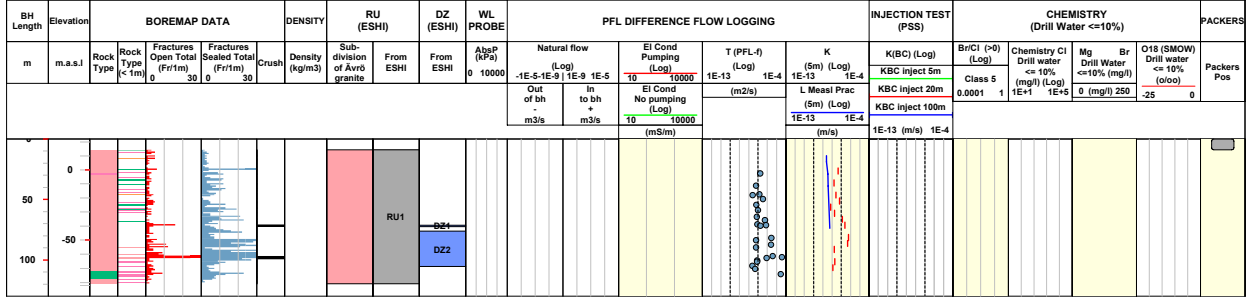 BH Length
Elevation
BOREMAP DATA
DENSITY
RU (ESHI)
DZ (ESHI)
WL PROBE
PFL DIFFERENCE FLOW LOGGING
INJECTION TEST (PSS)
CHEMISTRY (Drill Water <=10%)
PACKERS
m
m.a.s.l
Rock Type
Rock Type (< 1m)
Fractures Open Total (Fr/1m)
0 30
Fractures Sealed Total (Fr/1m)
0 30
Crush
Density (kg/m3)
Sub-division of Ävrö granite
From ESHI
From ESHI
AbsP (kPa)
0 10000
Natural flow
(Log)
-1E-5-1E-9 | 1E-9 1E-5
Out of bh - m3/s
In to bh + m3/s
El Cond Pumping (Log)
10 10000
El Cond No pumping (Log)
10 10000
(mS/m)
T (PFL-f)
(Log)
1E-13 1E-4
(m2/s)
K
(5m) (Log)
1E-13 1E-4
L Measl Prac
(5m) (Log)
1E-13 1E-4
(m/s)
K(BC) (Log)
KBC inject 5m
KBC inject 20m
KBC inject 100m
1E-13 (m/s) 1E-4
Br/Cl (>0) (Log)
Class 5
0.0001 1
Chemistry Cl Drill water <= 10% (mg/l) (Log)
1E+1 1E+5
Mg Br
Drill Water <=10% (mg/l)
0 (mg/l) 250
O18 (SMOW) Drill water <= 10% (o/oo)
-25 0
Packers Pos
0
50
-50
100
RU1
DZ1
DZ2